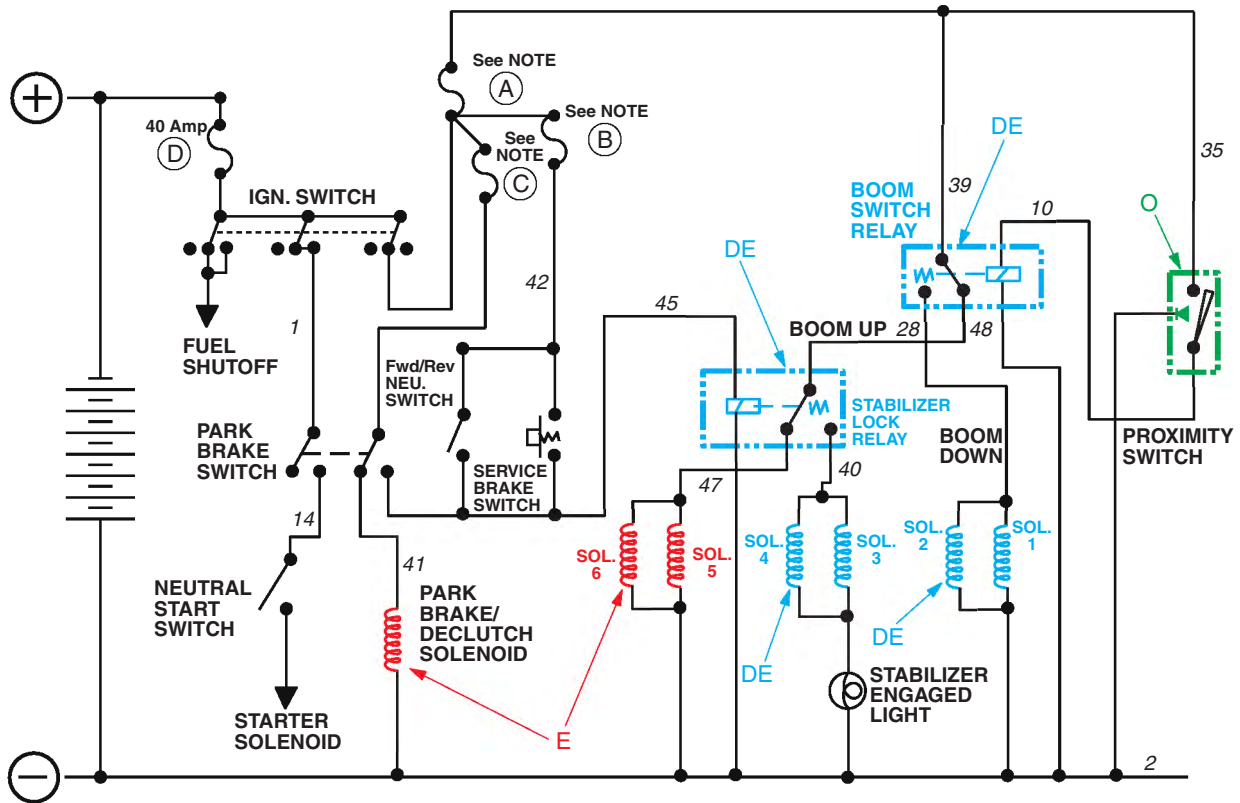 See NOTE
A
See NOTE
B
See
NOTE
C
40 Amp
D
+
IGN. SWITCH
FUEL
SHUTOFF
1
42
45
DE
DE
39
35
BOOM
SWITCH
RELAY
10
O
BOOM UP
28
48
Fwd/Rev
NEU.
SWITCH
STABILIZER
LOCK
RELAY
PARK
BRAKE
SWITCH
SERVICE
BRAKE
SWITCH
BOOM
DOWN
PROXIMITY
SWITCH
47
40
14
41
SOL.
6
SOL.
5
SOL.
4
SOL.
3
SOL.
2
SOL.
1
NEUTRAL
START
SWITCH
PARK
BRAKE/
DECLUTCH
SOLENOID
DE
DE
STABILIZER
ENGAGED
LIGHT
STARTER
SOLENOID
E
2
−